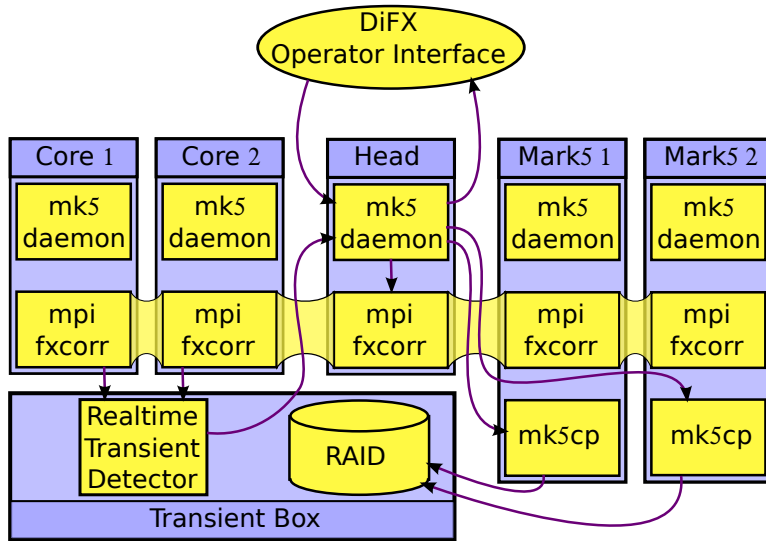 DiFX
Operator Interface
Core 1
Core 2
Head
Mark5 1
Mark5 2
mk5
daemon
mk5
daemon
mk5
daemon
mk5
daemon
mk5
daemon
mpi
fxcorr
mpi
fxcorr
mpi
fxcorr
mpi
fxcorr
mpi
fxcorr
Realtime
Transient
Detector
RAID
mk5cp
mk5cp
Transient Box